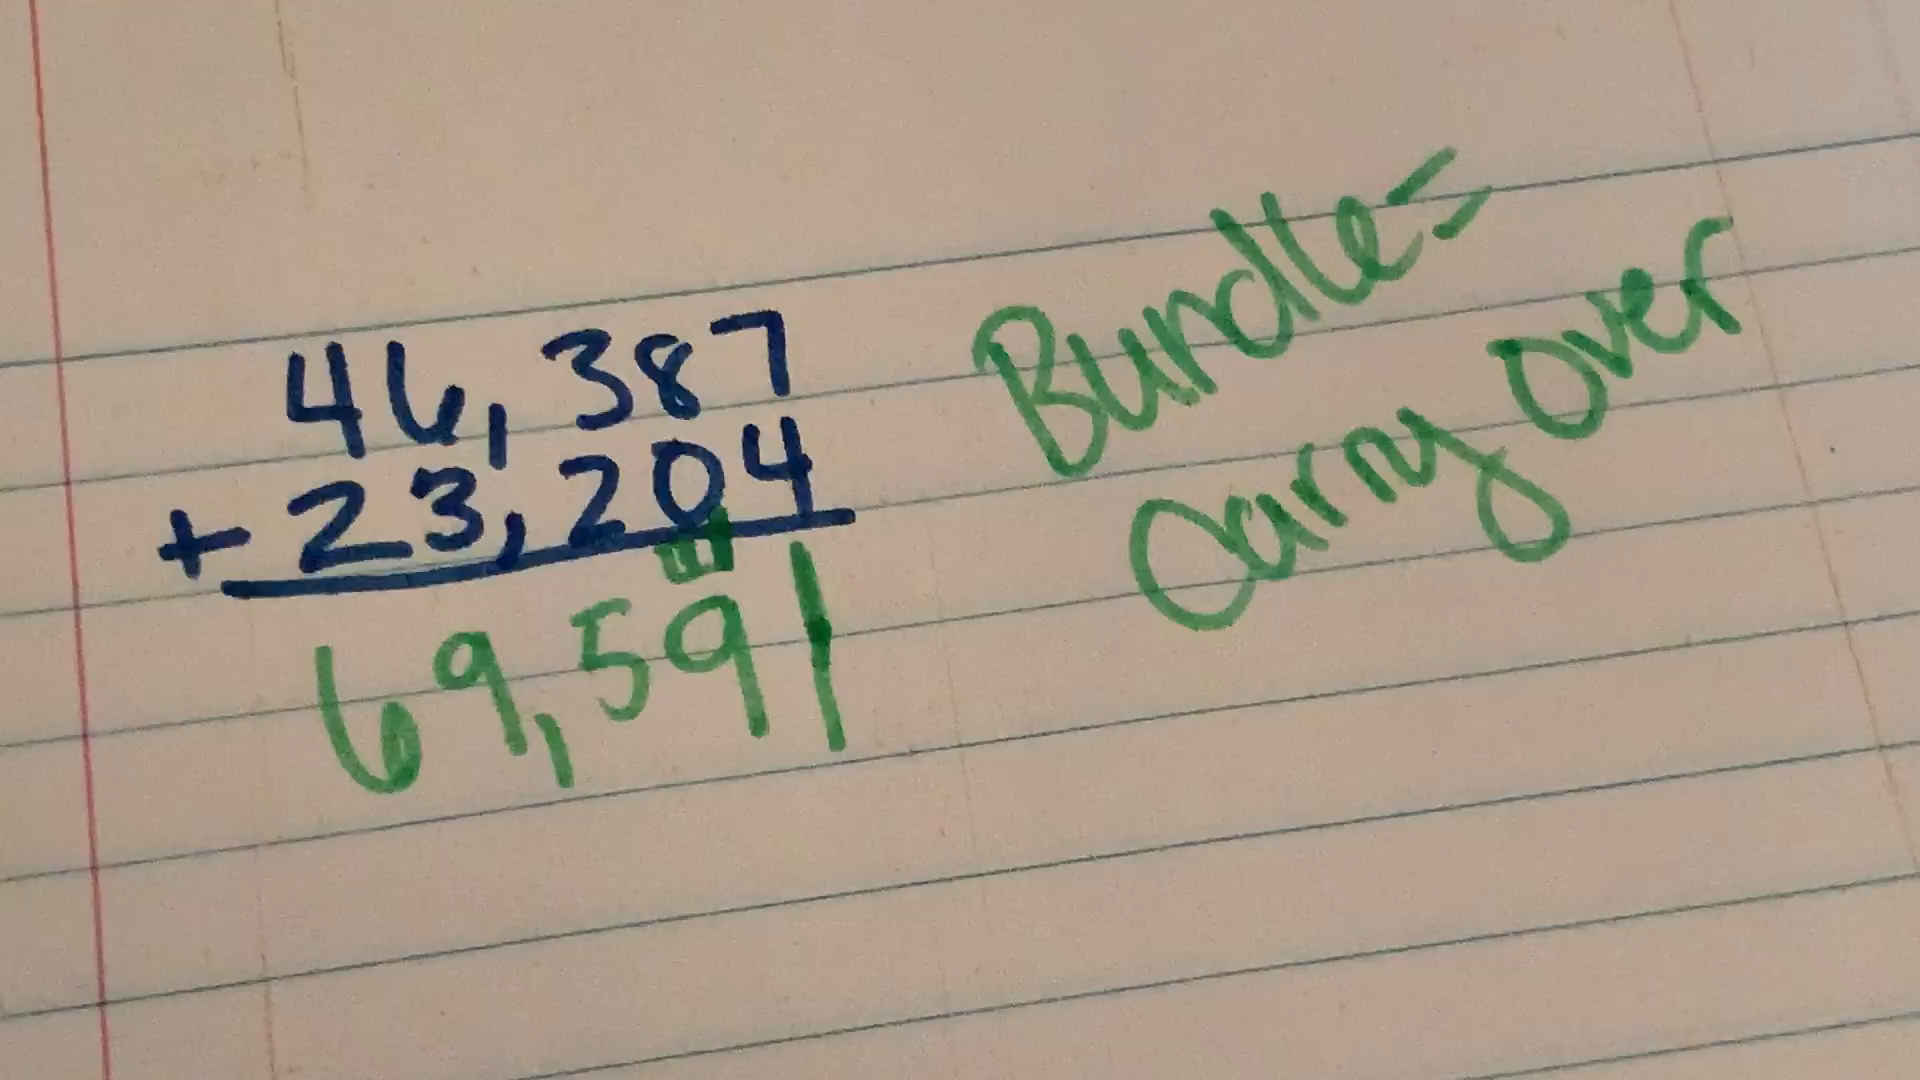 46,387
+ 23,204
69,591
Bundle =
Carry Over